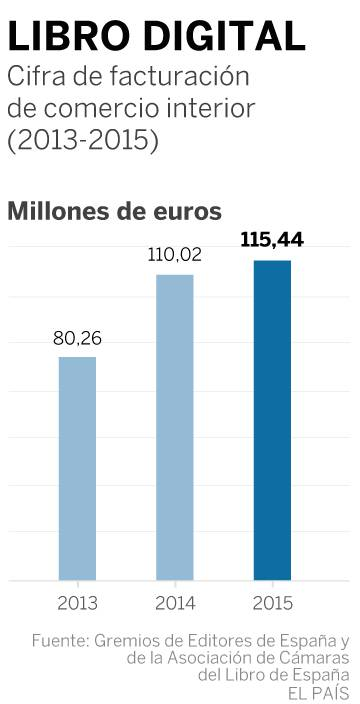 LIBRO DIGITAL
Cifra de facturación
de comercio interior
(2013-2015)
Millones de euros
80,26
110,02
115,44
2013
2014
2015
Fuente: Gremios de Editores de España y
de la Asociación de Cámaras
del Libro de España
EL PAÍS